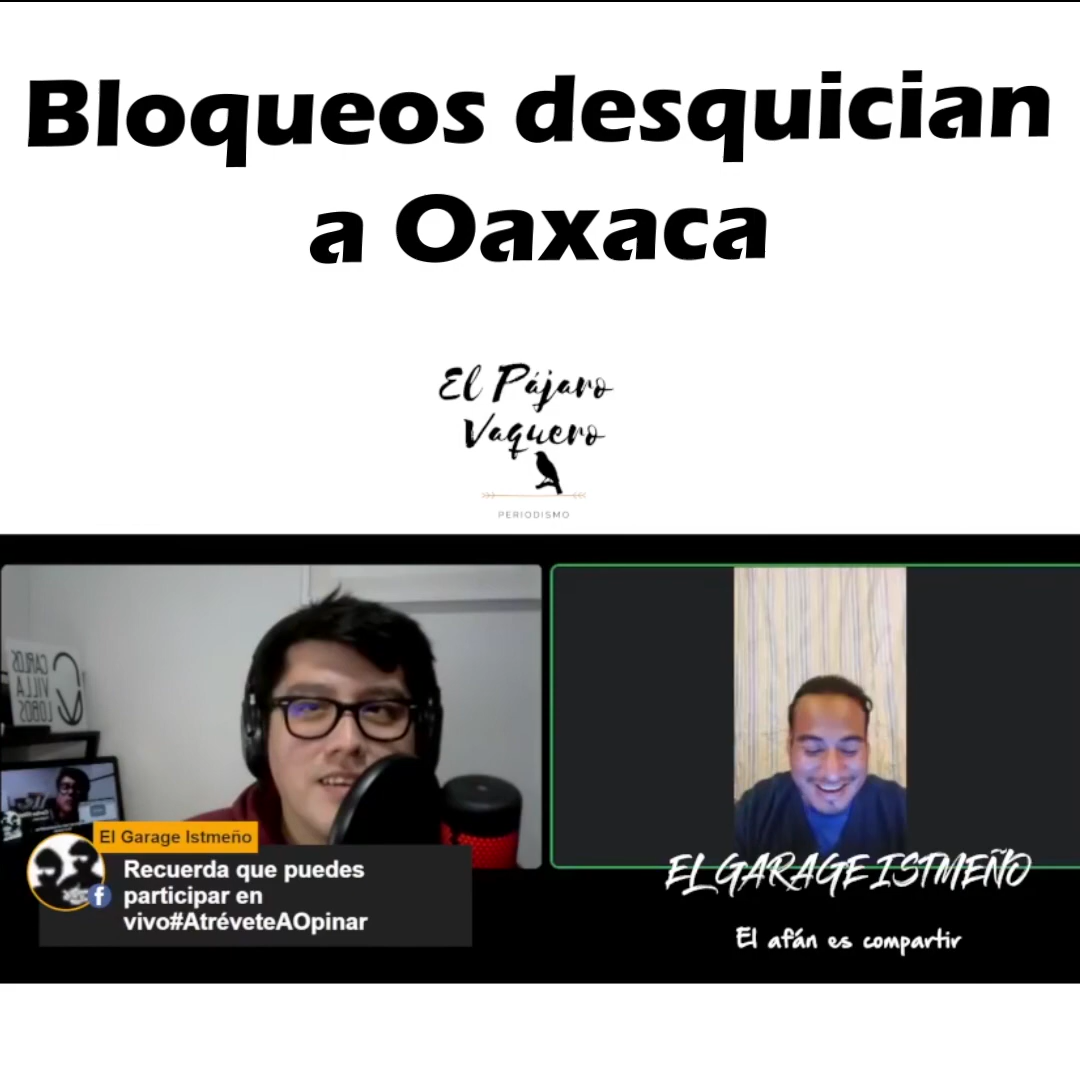 Bloqueos desquician
a Oaxaca
El Pájaro
Vaquero
PERIODISMO
CARLOS
VILLA
LOBOS
El Garage Istmeño
Recuerda que puedes
participar en
vivo#AtréveteAOpinar
EL GARAGE ISTMEÑO
El afán es compartir